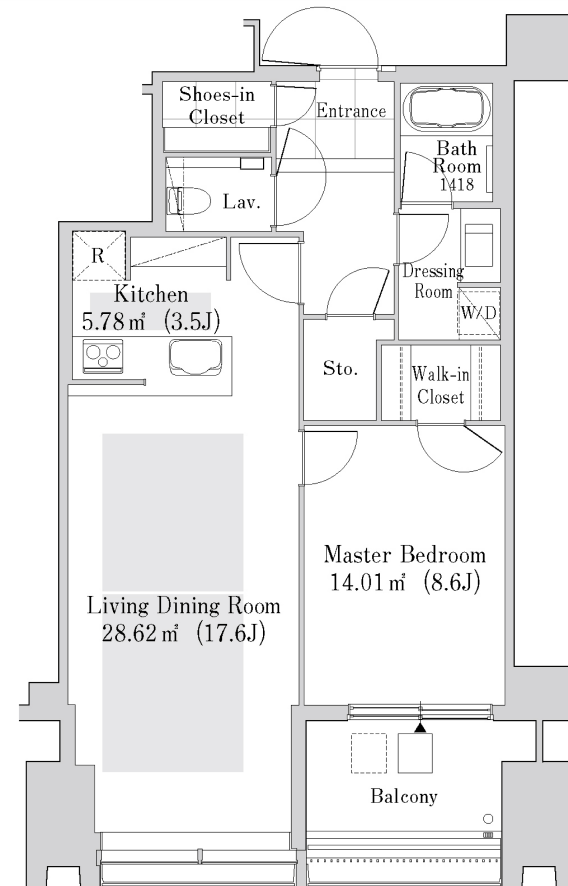 Shoes-in
Closet
Entrance
Bath
Room
1418
Lav.
R
Dressing
Room
Kitchen
5.78㎡ (3.5J)
W/D
Sto.
Walk-in
Closet
Master Bedroom
14.01㎡ (8.6J)
Living Dining Room
28.62㎡ (17.6J)
Balcony